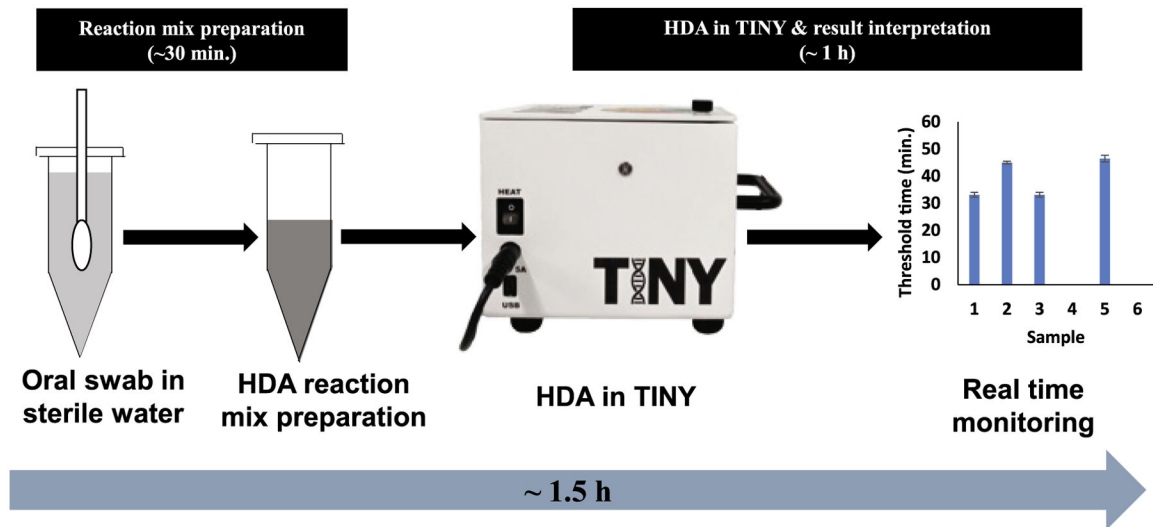 Reaction mix preparation
(~30 min.)
HDA in TINY & result interpretation
(~ 1 h)
HEAT
5A
USB
TINY
Threshold time (min.)
60
50
40
30
20
10
0
1 2 3 4 5 6
Sample
Oral swab in
sterile water
HDA reaction
mix preparation
HDA in TINY
Real time
monitoring
~ 1.5 h